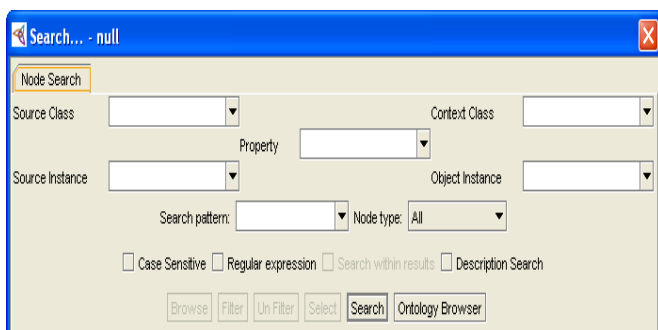 Search... - null
Node Search
Source Class Context Class
Property
Source Instance Object Instance
Search pattern: Node type: All
Case Sensitive Regular expression Search within results Description Search
Browse Filter Un Filter Select Search Ontology Browser